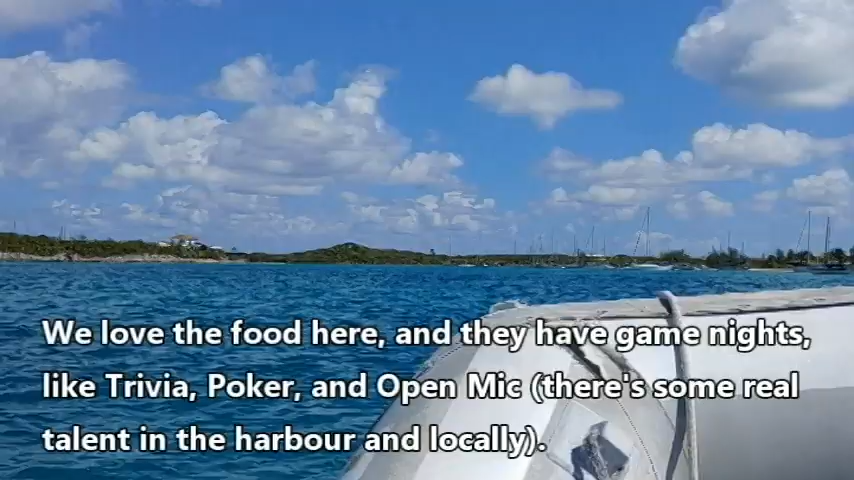 We love the food here, and they have game nights,
like Trivia, Poker, and Open Mic (there's some real
talent in the harbour and locally).